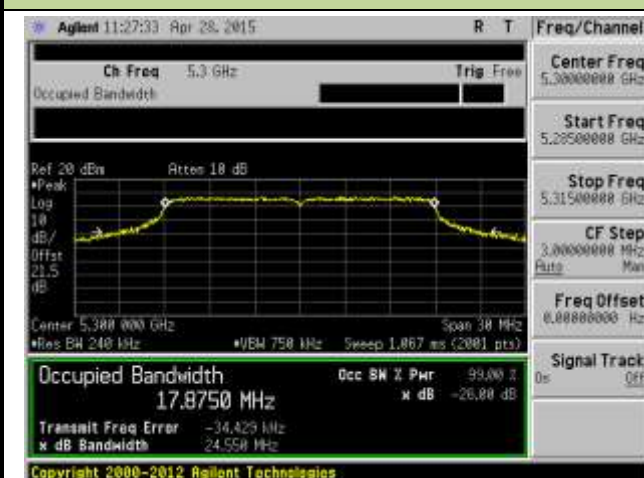 Agilent 11:27:33 Apr 28, 2015 R T
Freq/Channel
Ch Freq 5.3 GHz Trig Free
Occupied Bandwidth
Center Freq
5.30000000 GHz
Start Freq
5.28500000 GHz
Stop Freq
5.31500000 GHz
CF Step
3.00000000 MHz
Auto Man
Freq Offset
0.00000000 Hz
Signal Track
On Off
Ref 20 dBm Atten 10 dB
•Peak
Log
10
dB/
Offst
21.5
dB
Center 5.300 000 GHz Span 30 MHz
•Res BW 240 kHz •VBW 750 kHz Sweep 1.067 ms (2001 pts)
Occupied Bandwidth Occ BW % Pwr 99.00 %
17.8750 MHz x dB -26.00 dB
Transmit Freq Error -34.429 kHz
x dB Bandwidth 24.550 MHz
Copyright 2000-2012 Agilent Technologies